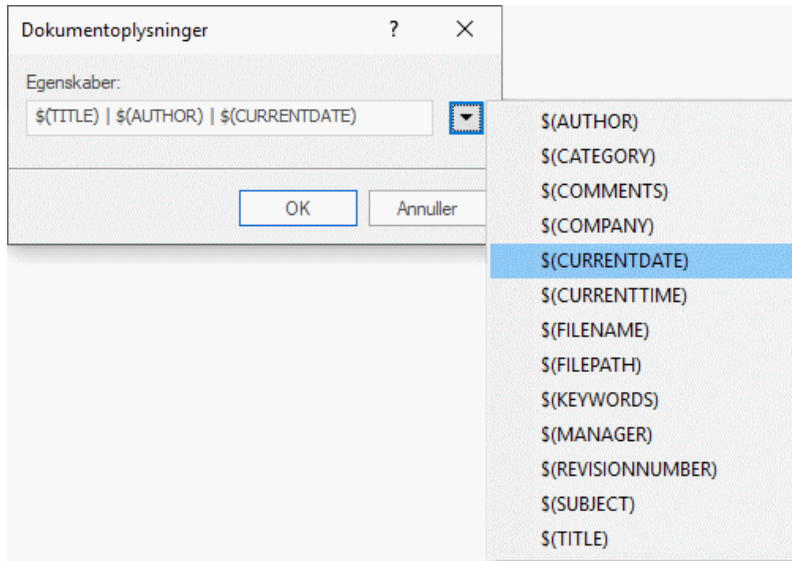 Dokumentoplysninger ?
Egenskaber:
$(TITLE) | $(AUTHOR) | $(CURRENTDATE)
OK Annuller
$(AUTHOR)
$(CATEGORY)
$(COMMENTS)
$(COMPANY)
$(CURRENTDATE)
$(CURRENTTIME)
$(FILENAME)
$(FILEPATH)
$(KEYWORDS)
$(MANAGER)
$(REVISIONNUMBER)
$(SUBJECT)
$(TITLE)